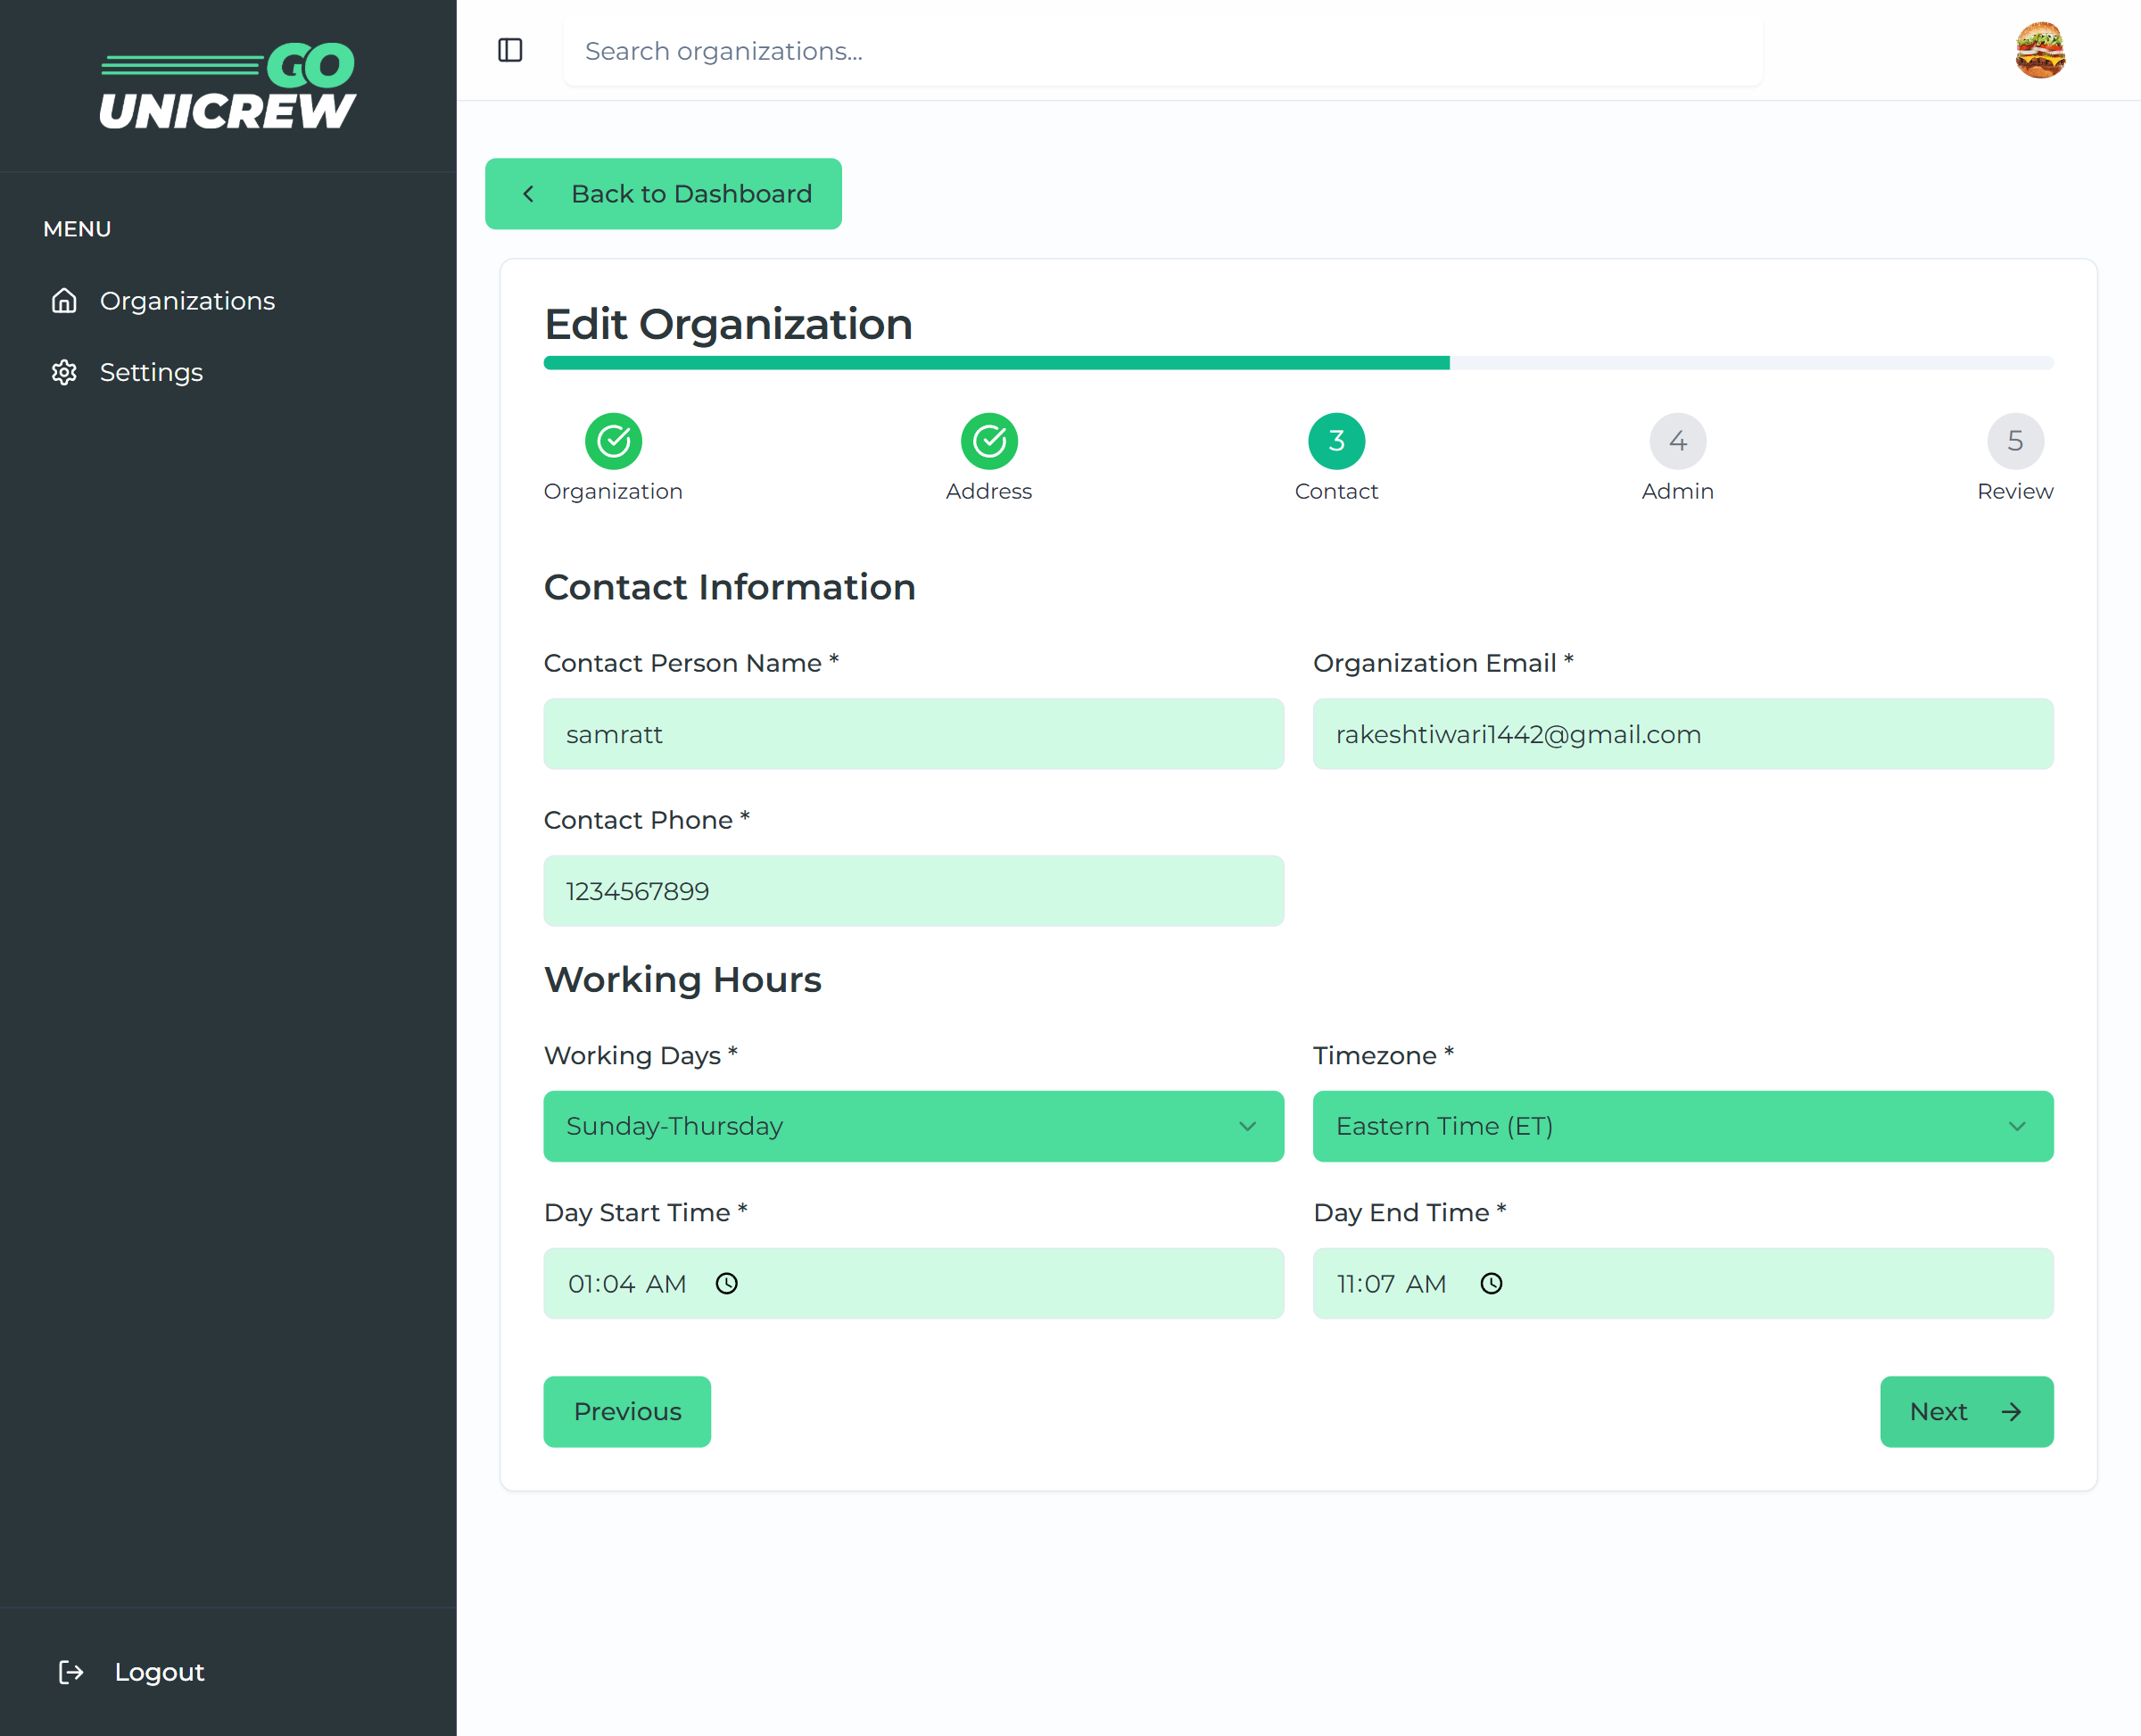 GO
UNICREW
MENU
Organizations
Settings
Logout
Search organizations...
Back to Dashboard
Edit Organization
3
4
5
Organization
Address
Contact
Admin
Review
Contact Information
Contact Person Name *
Organization Email *
samratt
rakeshtiwari1442@gmail.com
Contact Phone *
1234567899
Working Hours
Working Days *
Timezone *
Sunday-Thursday
Eastern Time (ET)
Day Start Time *
Day End Time *
01:04 AM
11:07 AM
Previous
Next